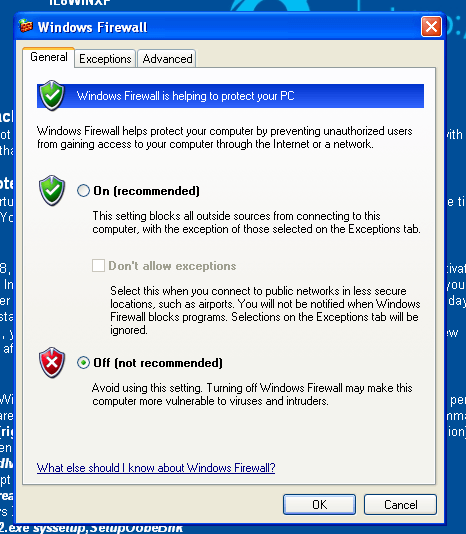 IE8WINXP
Windows Firewall
General
Exceptions
Advanced
Windows Firewall is helping to protect your PC
Windows Firewall helps protect your computer by preventing unauthorized users
from gaining access to your computer through the Internet or a network.
On (recommended)
This setting blocks all outside sources from connecting to this
computer, with the exception of those selected on the Exceptions tab.
Don't allow exceptions
Select this when you connect to public networks in less secure
locations, such as airports. You will not be notified when Windows
Firewall blocks programs. Selections on the Exceptions tab will be
ignored.
Off (not recommended)
Avoid using this setting. Turning off Windows Firewall may make this
computer more vulnerable to viruses and intruders.
What else should I know about Windows Firewall?
OK
Cancel
2.exe syssetup,SetupOobeBnk